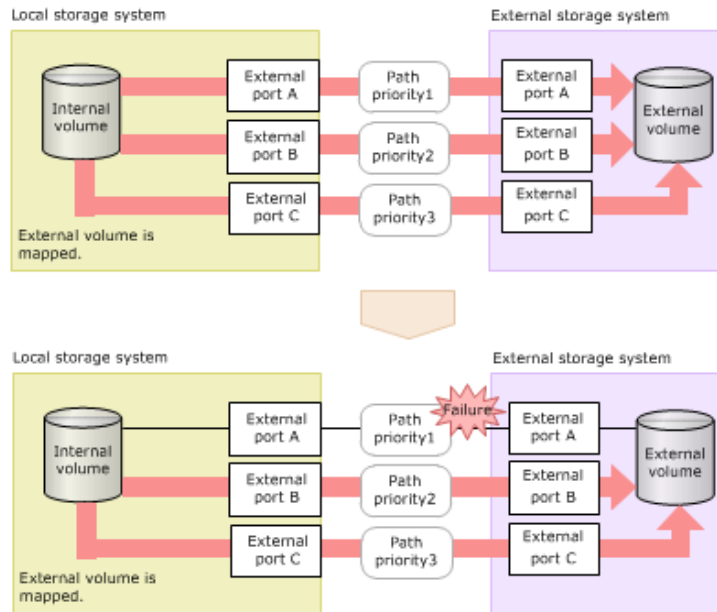 Local storage system
External storage system
Internal
volume
External
port A
Path
priority1
External
port A
External
volume
External
port B
Path
priority2
External
port B
External
port C
Path
priority3
External
port C
External volume is
mapped.
Local storage system
External storage system
Internal
volume
External
port A
Path
priority1
Failure
External
port A
External
volume
External
port B
Path
priority2
External
port B
External
port C
Path
priority3
External
port C
External volume is
mapped.